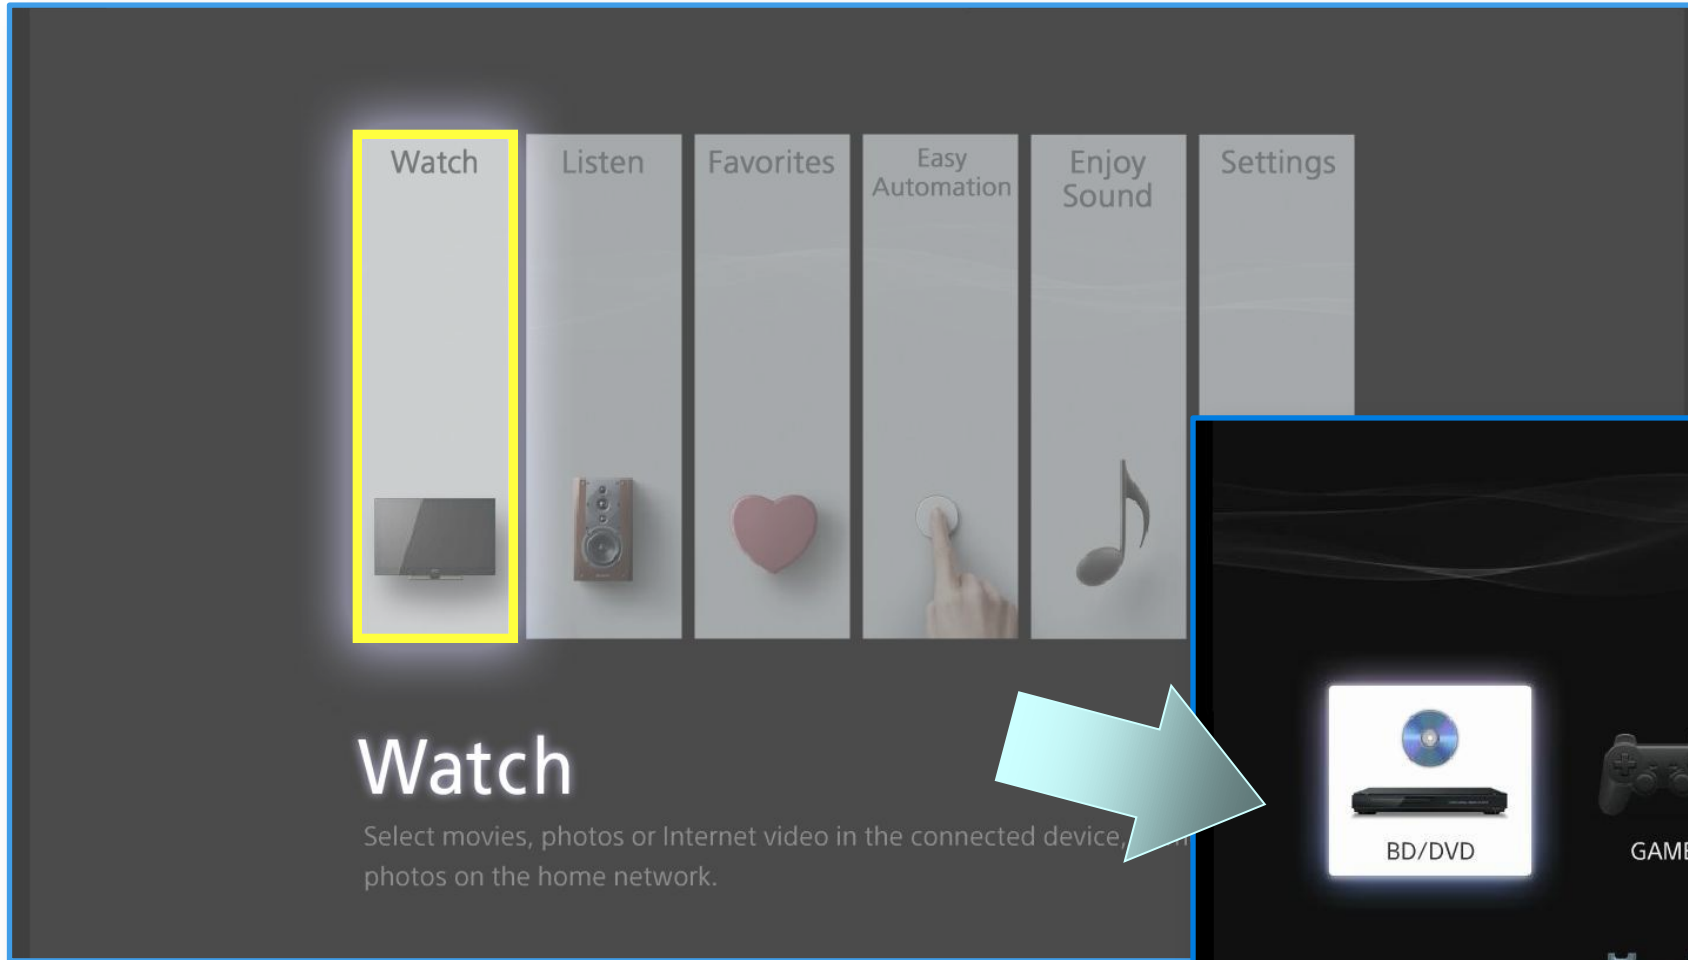 Watch
Listen
Favorites
Easy
Automation
Enjoy
Sound
Settings
Watch
Select movies, photos or Internet video in the connected device,
photos on the home network.
BD/DVD
GAME